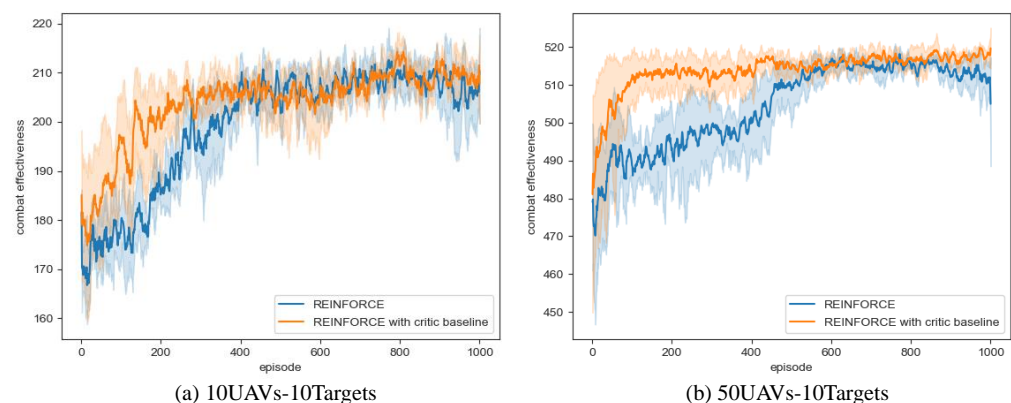 220
210
200
190
180
170
160
combat effectiveness
0
200
400
600
800
1000
episode
REINFORCE
REINFORCE with critic baseline
(a) 10UAVs-10Targets
520
510
500
490
480
470
460
450
combat effectiveness
0
200
400
600
800
1000
episode
REINFORCE
REINFORCE with critic baseline
(b) 50UAVs-10Targets